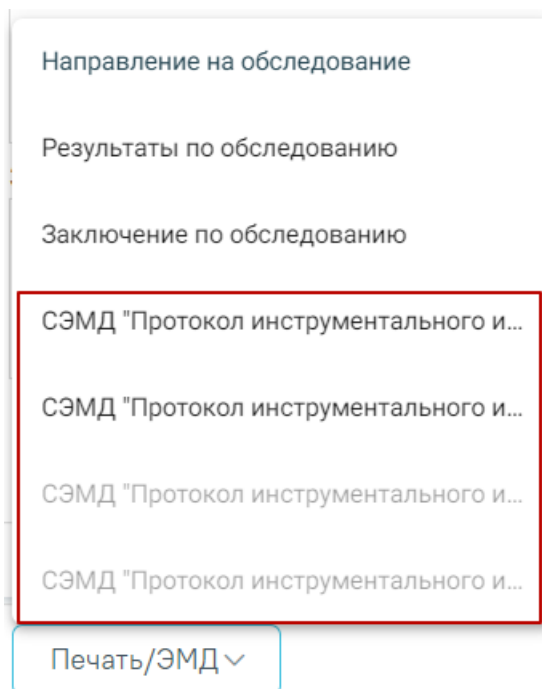 Направление на обследование
Результаты по обследованию
Заключение по обследованию
СЭМД "Протокол инструментального и...
СЭМД "Протокол инструментального и...
СЭМД "Протокол инструментального и...
СЭМД "Протокол инструментального и...
Печать/ЭМД